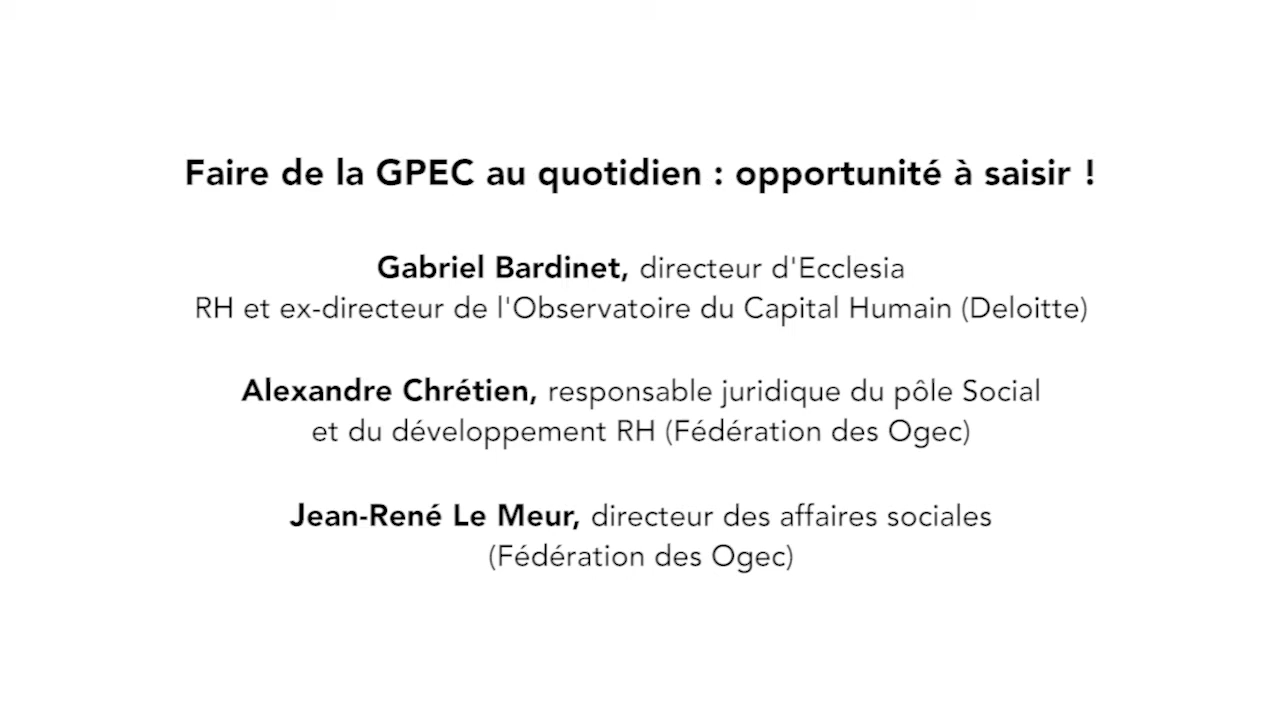 Faire de la GPEC au quotidien : opportunité à saisir !
Gabriel Bardinet, directeur d'Ecclesia
RH et ex-directeur de l'Observatoire du Capital Humain (Deloitte)
Alexandre Chrétien, responsable juridique du pôle Social
et du développement RH (Fédération des Ogec)
Jean-René Le Meur, directeur des affaires sociales
(Fédération des Ogec)